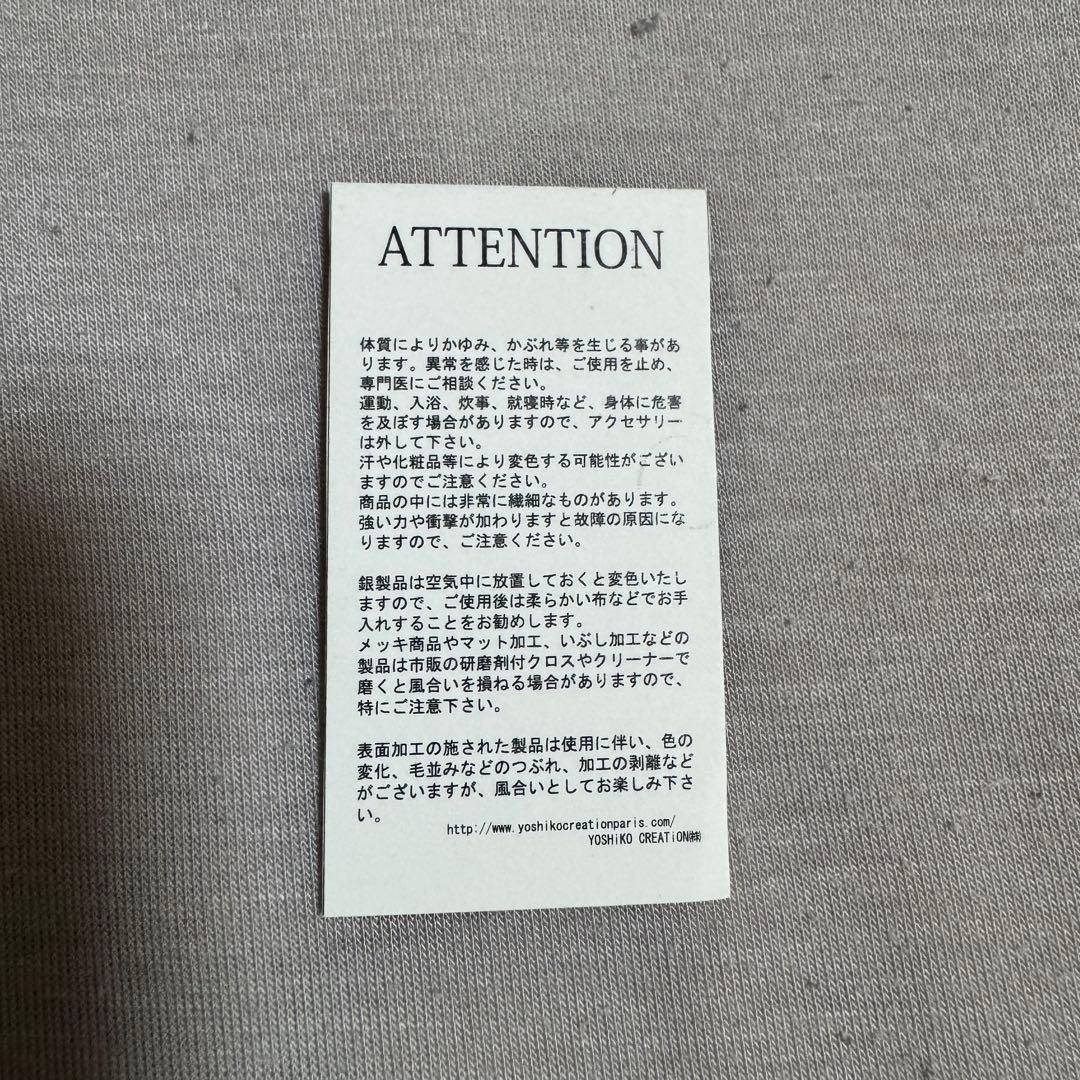 ATTENTION
体質によりかゆみ、かぶれ等を生じる事があ
ります。異常を感じた時は、ご使用を止め、
専門医にご相談ください。
運動、入浴、炊事、就寝時など、身体に危害
を及ぼす場合がありますので、アクセサリー
は外して下さい。
汗や化粧品等により変色する可能性がござい
ますのでご注意ください。
商品の中には非常に繊細なものがあります。
強い力や衝撃が加わりますと故障の原因にな
りますので、ご注意ください。
銀製品は空気中に放置しておくと変色いたし
ますので、ご使用後は柔らかい布などでお手
入れすることをお勧めします。
メッキ商品やマット加工、いぶし加工などの
製品は市販の研磨剤付クロスやクリーナーで
磨くと風合いを損ねる場合がありますので、
特にご注意下さい。
表面加工の施された製品は使用に伴い、色の
変化、毛並みなどのつぶれ、加工の剥離など
がございますが、風合いとしてお楽しみ下さ
い。
http://www.yoshikocreationparis.com/
YOSHiKO CREATiON㈱